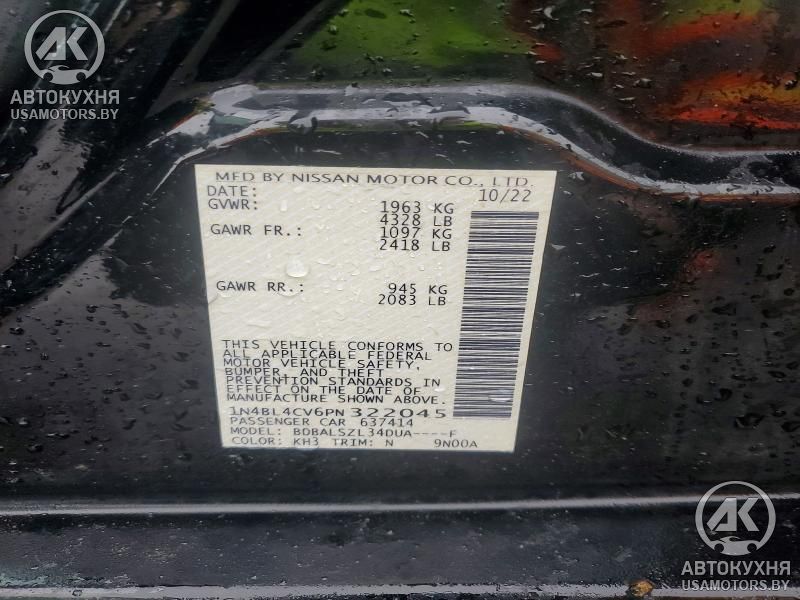 AK
АВТОКУХНЯ
USAMOTORS.BY
MFD BY NISSAN MOTOR CO., LTD.
DATE: 10/22
GVWR: 1963 KG
4328 LB
GAWR FR.: 1097 KG
2418 LB
GAWR RR.: 945 KG
2083 LB
THIS VEHICLE CONFORMS TO
ALL APPLICABLE FEDERAL
MOTOR VEHICLE SAFETY,
BUMPER, AND THEFT
PREVENTION STANDARDS IN
EFFECT ON THE DATE OF
MANUFACTURE SHOWN ABOVE.
1N4BL4CV6PN322045
PASSENGER CAR 637414
MODEL: BDBALSZL34DUA----F
COLOR: KH3 TRIM: N 9N00A
AK
АВТОКУХНЯ
USAMOTORS.BY